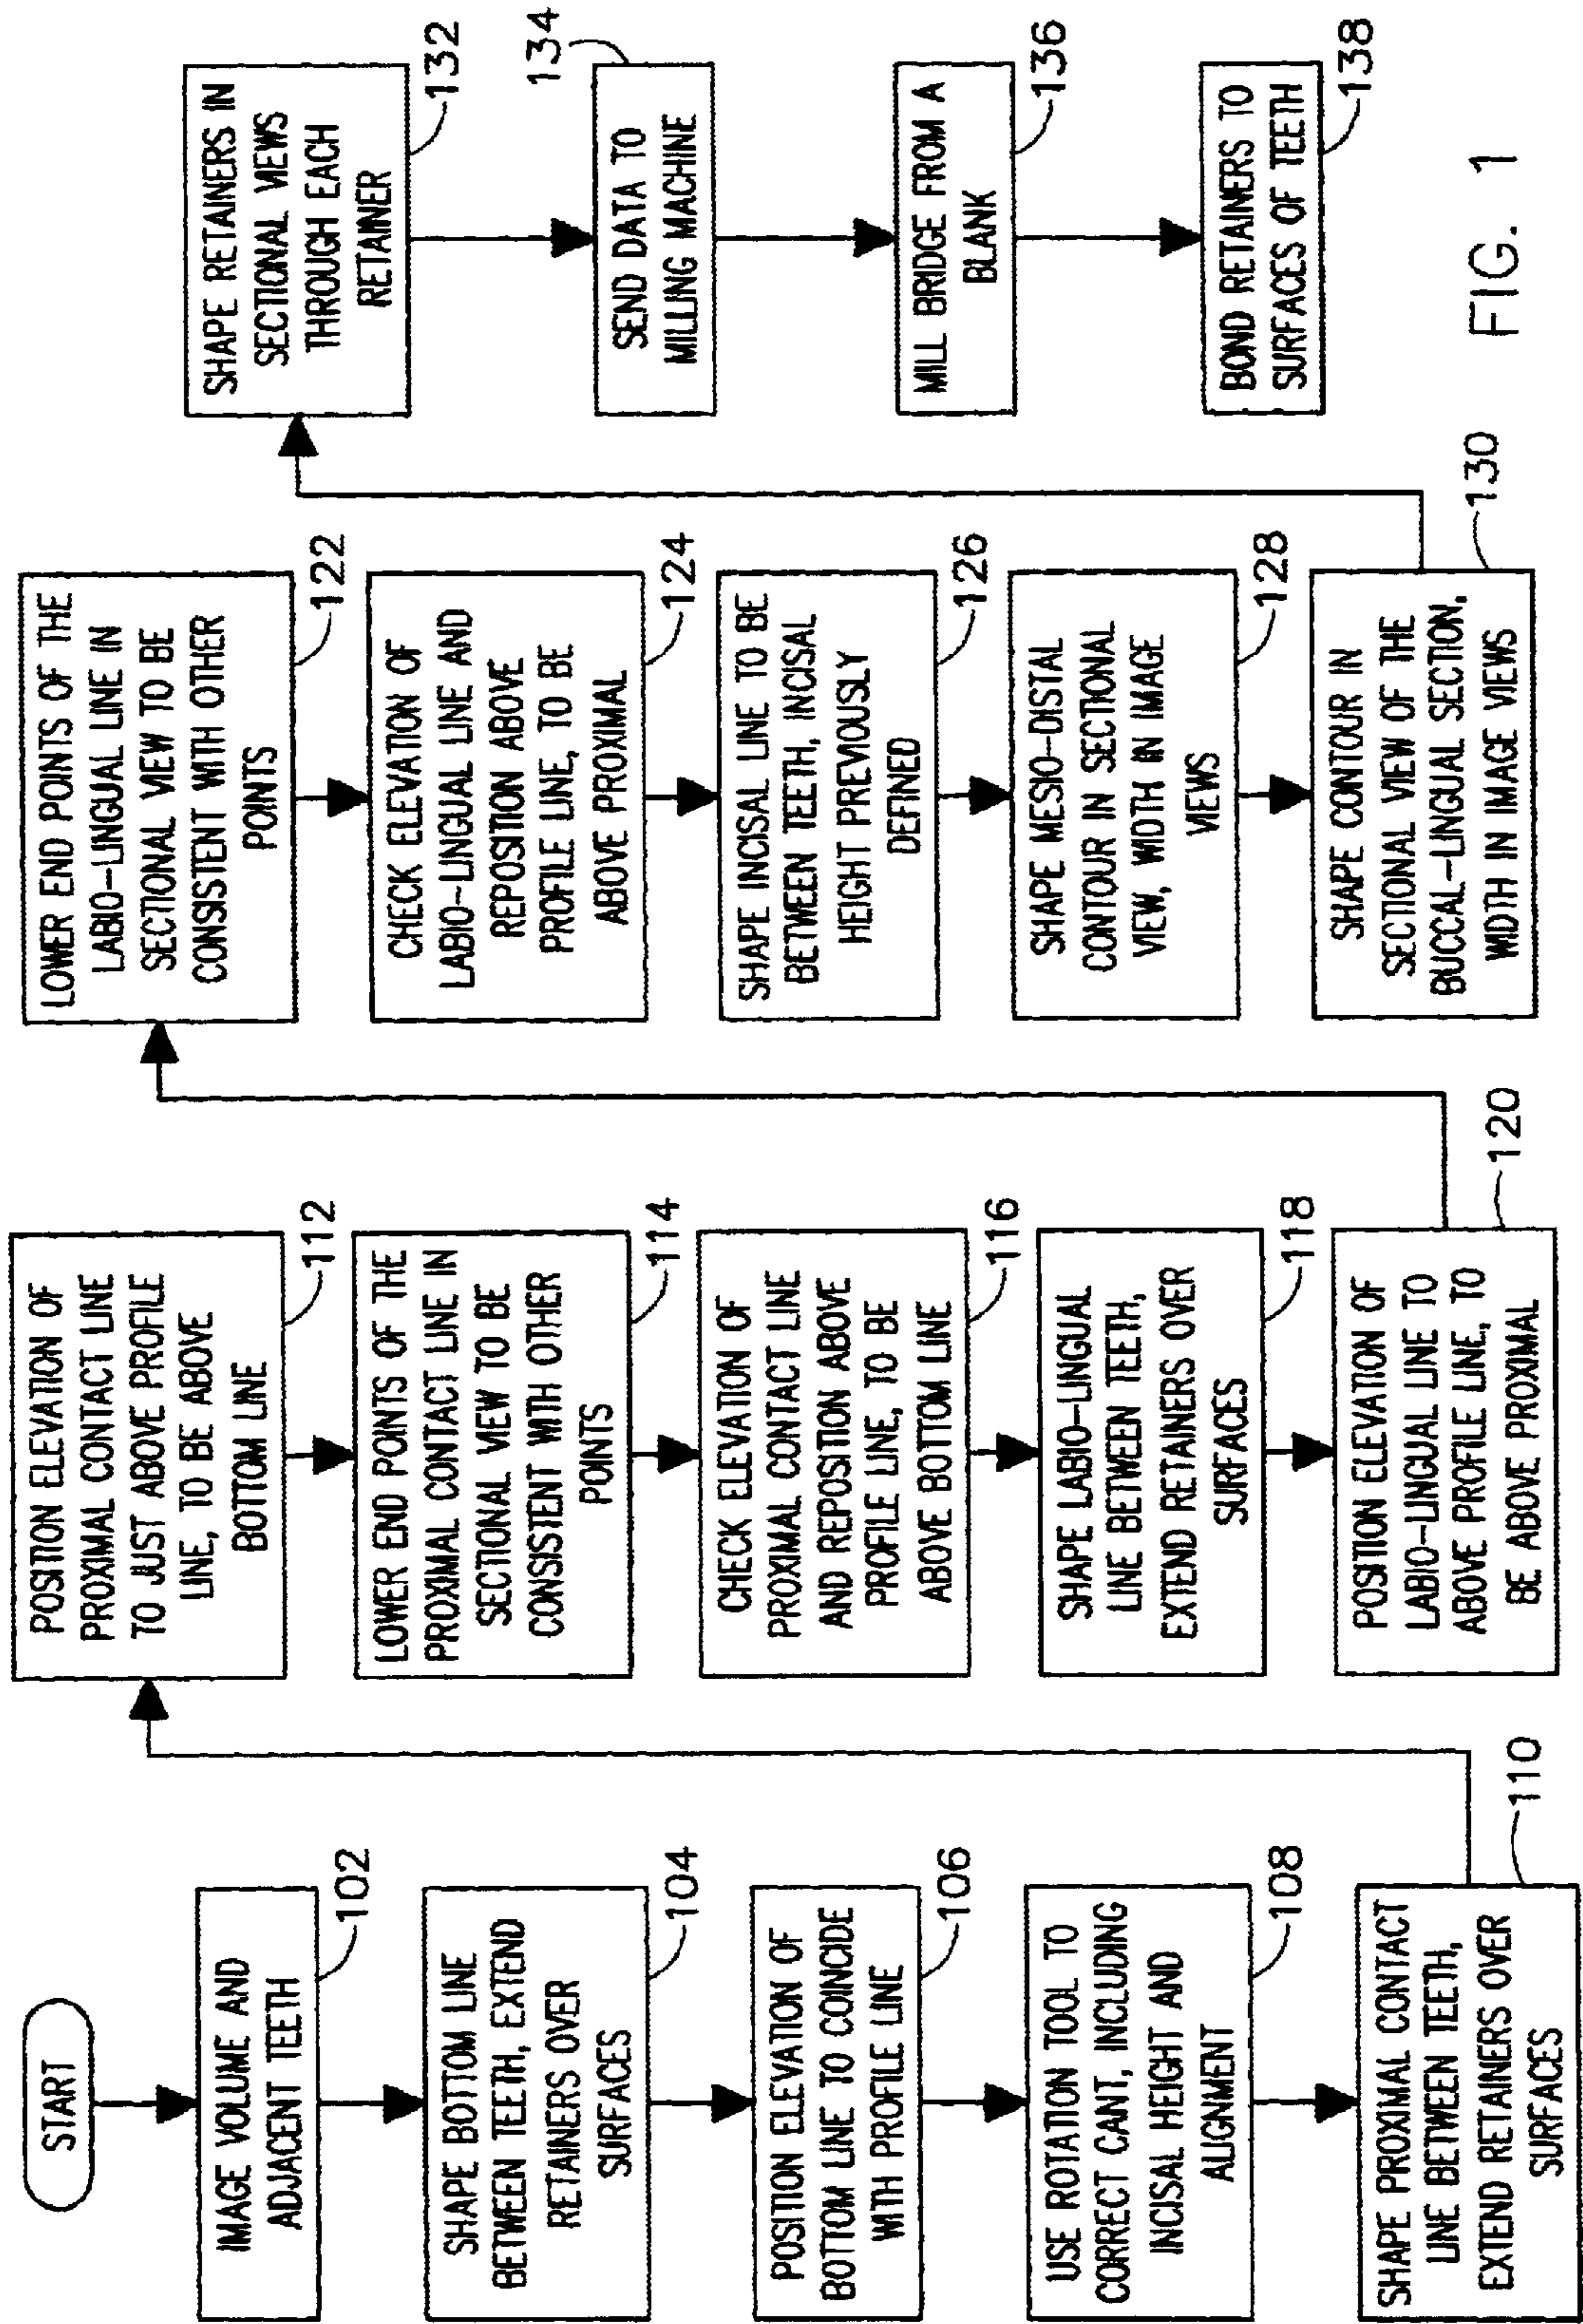 START
IMAGE VOLUME AND
ADJACENT TEETH
102
SHAPE BOTTOM LINE
BETWEEN TEETH, EXTEND
RETAINERS OVER
SURFACES
104
POSITION ELEVATION OF
BOTTOM LINE TO COINCIDE
WITH PROFILE LINE
106
USE ROTATION TOOL TO
CORRECT CANT, INCLUDING
INCISAL HEIGHT AND
ALIGNMENT
108
SHAPE PROXIMAL CONTACT
LINE BETWEEN TEETH,
EXTEND RETAINERS OVER
SURFACES
110
POSITION ELEVATION OF
PROXIMAL CONTACT LINE
TO JUST ABOVE PROFILE
LINE, TO BE ABOVE
BOTTOM LINE
112
LOWER END POINTS OF THE
PROXIMAL CONTACT LINE IN
SECTIONAL VIEW TO BE
CONSISTENT WITH OTHER
POINTS
114
CHECK ELEVATION OF
PROXIMAL CONTACT LINE
AND REPOSITION ABOVE
PROFILE LINE, TO BE
ABOVE BOTTOM LINE
116
SHAPE LABIO-LINGUAL
LINE BETWEEN TEETH,
EXTEND RETAINERS OVER
SURFACES
118
POSITION ELEVATION OF
LABIO-LINGUAL LINE TO
ABOVE PROFILE LINE, TO
BE ABOVE PROXIMAL
120
LOWER END POINTS OF THE
LABIO-LINGUAL LINE IN
SECTIONAL VIEW TO BE
CONSISTENT WITH OTHER
POINTS
122
CHECK ELEVATION OF
LABIO-LINGUAL LINE AND
REPOSITION ABOVE
PROFILE LINE, TO BE
ABOVE PROXIMAL
124
SHAPE INCISAL LINE TO BE
BETWEEN TEETH, INCISAL
HEIGHT PREVIOUSLY
DEFINED
126
SHAPE MESIO-DISTAL
CONTOUR IN SECTIONAL
VIEW, WIDTH IN IMAGE
VIEWS
128
SHAPE CONTOUR IN
SECTIONAL VIEW OF THE
BUCCAL-LINGUAL SECTION,
WIDTH IN IMAGE VIEWS
130
SHAPE RETAINERS IN
SECTIONAL VIEWS
THROUGH EACH
RETAINER
132
SEND DATA TO
MILLING MACHINE
134
MILL BRIDGE FROM A
BLANK
136
BOND RETAINERS TO
SURFACES OF TEETH
138
FIG. 1